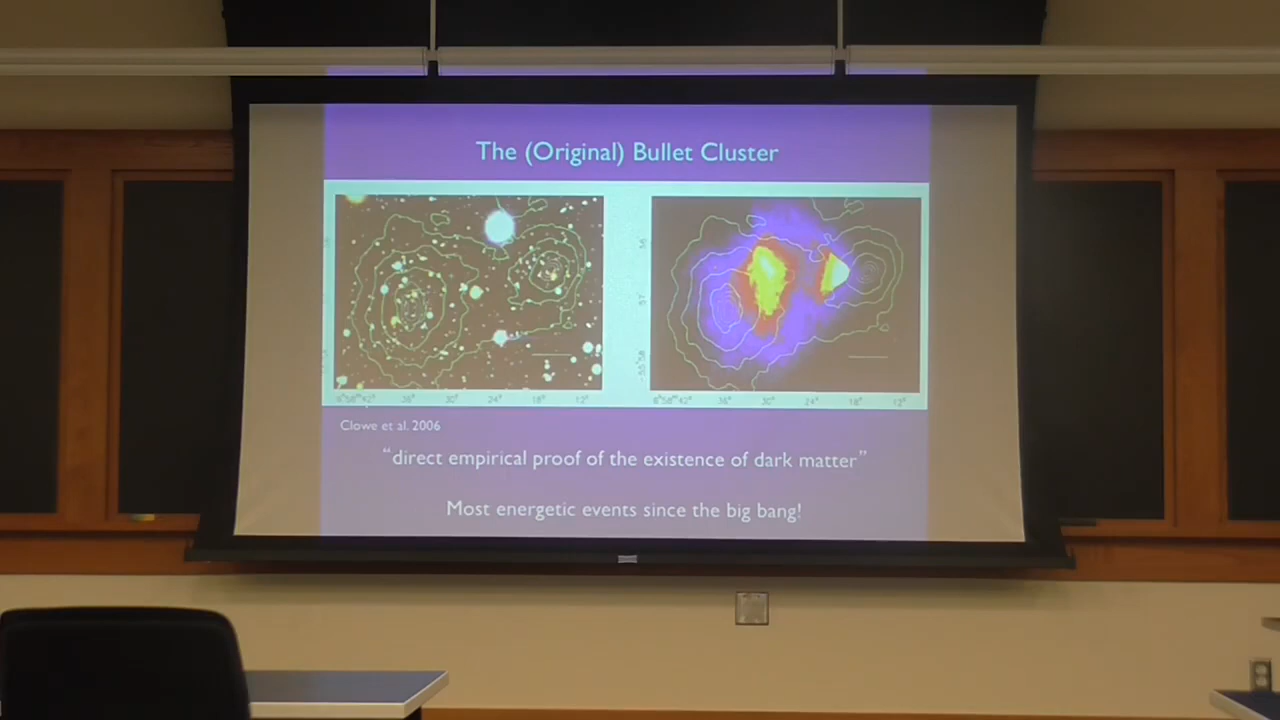 The (Original) Bullet Cluster
Clowe et al. 2006
“direct empirical proof of the existence of dark matter”
Most energetic events since the big bang!